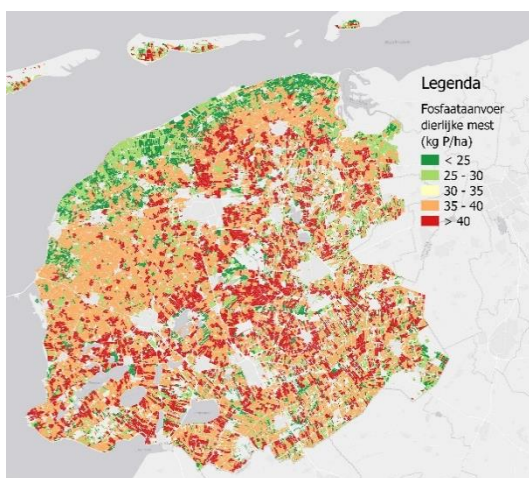 Legenda
Fosfaataanvoer
dierlijke mest
(kg P/ha)
< 25
25 - 30
30 - 35
35 - 40
> 40